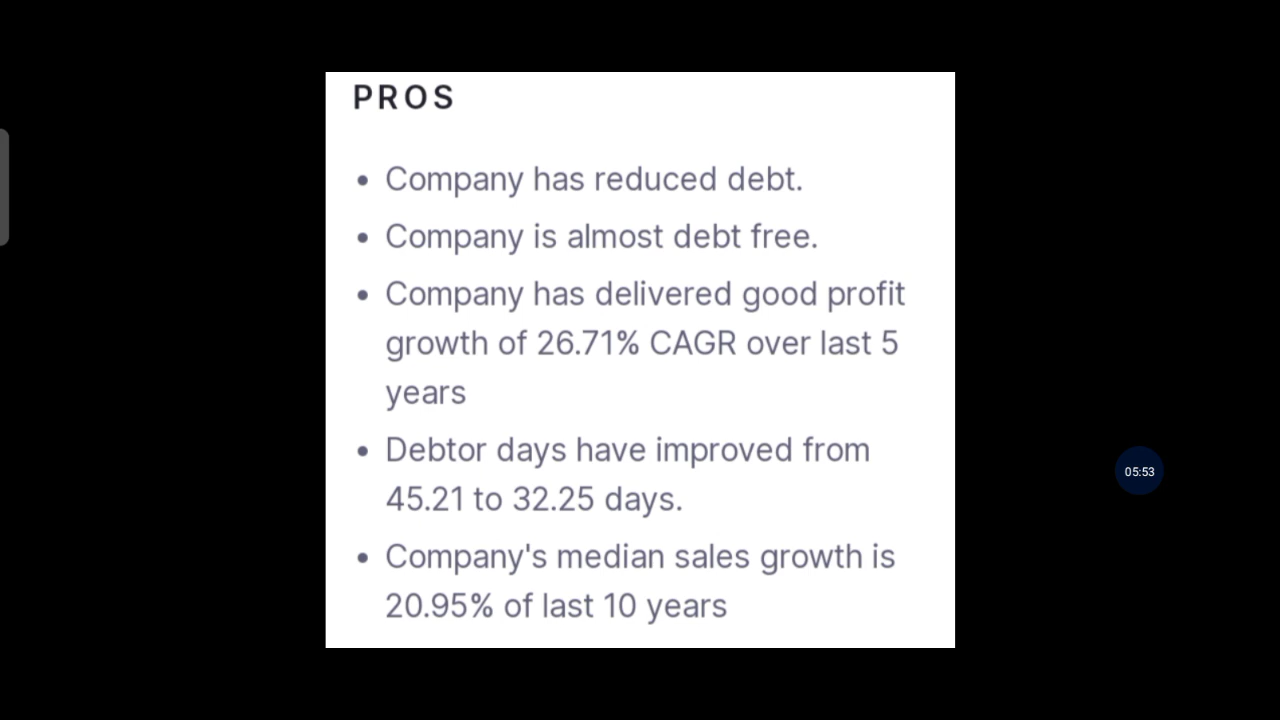 PROS
• Company has reduced debt.
• Company is almost debt free.
• Company has delivered good profit
growth of 26.71% CAGR over last 5
years
• Debtor days have improved from
45.21 to 32.25 days.
• Company's median sales growth is
20.95% of last 10 years
05:53